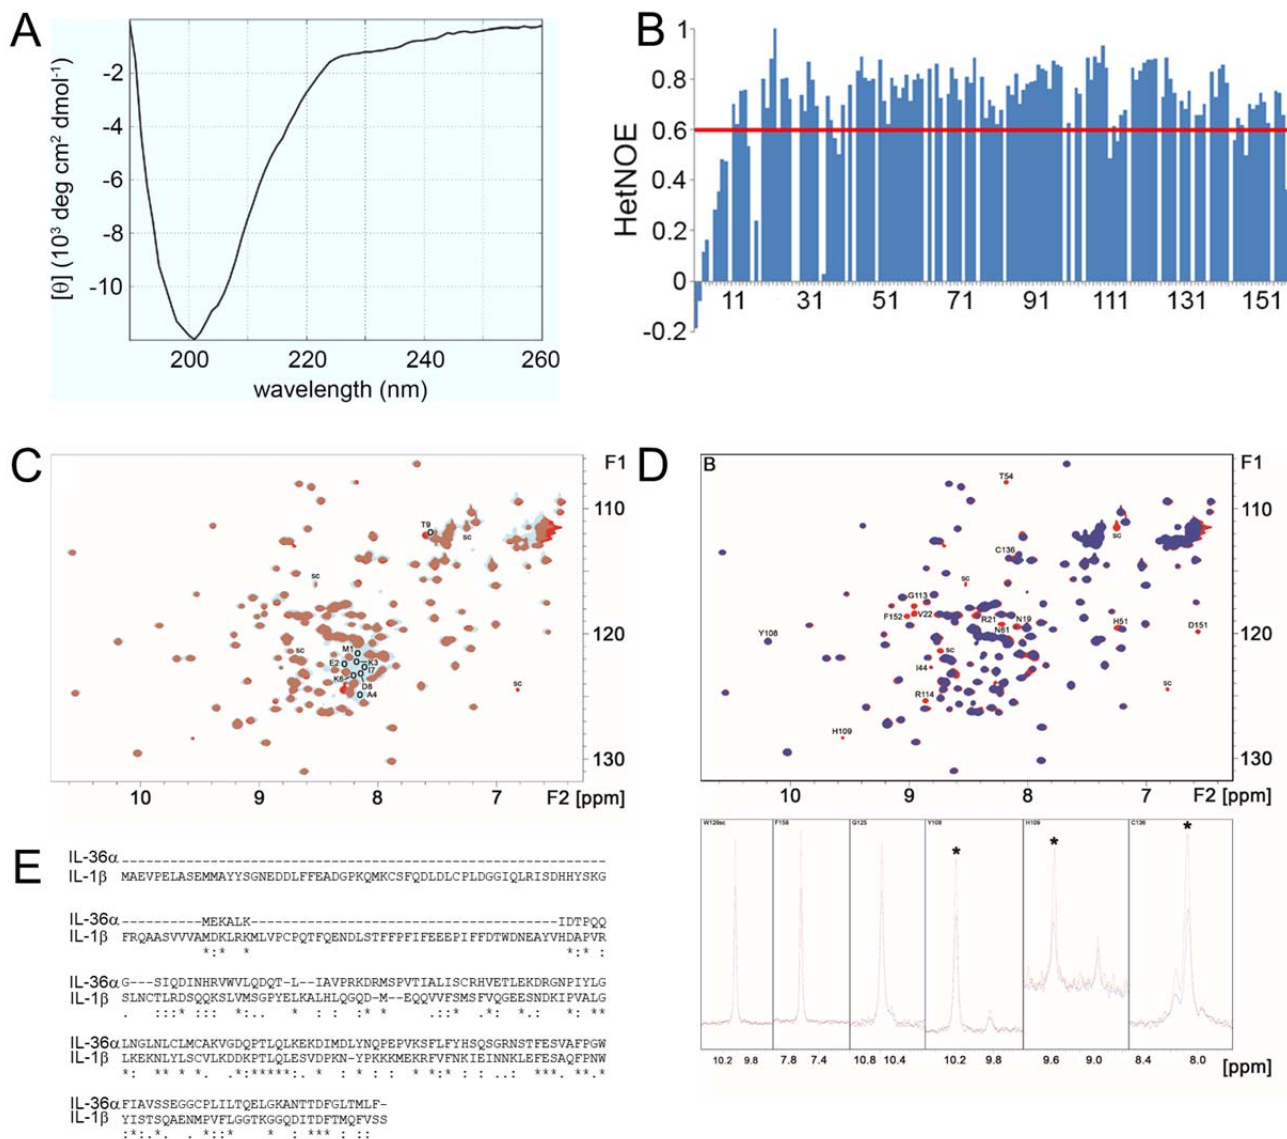 A
-2
-4
-6
-8
-10
[θ] (10³ deg cm² dmol⁻¹)
200 220 240 260
wavelength (nm)
B
1
0.8
0.6
0.4
0.2
0
-0.2
HetNOE
11 31 51 71 91 111 131 151
C
F1
110
120
130
T9
sc
sc
sc
M1
E2
K3
I7
K6
D8
A4
sc
10 9 8 7 F2 [ppm]
D
B
F1
110
120
130
T54
sc
C136
sc
G113
F152
V22
R21
N19
N61
H51
D151
Y108
sc
I44
R114
sc
H109
10 9 8 7 F2 [ppm]
W126sc F158 G125 Y108 H109 C136
* * *
10.2 9.8 7.8 7.4 10.8 10.4 10.2 9.8 9.6 9.0 8.4 8.0
[ppm]
E
IL-36α ------------------------------------------------------------
IL-1β MAEVPELASEMMAYYSGNEDDLFFEADGPKQMKCSFQDLDLCPLDGGIQLRISDHHYSKG
IL-36α ----------MEKALK--------------------------------------IDTPQQ
IL-1β FRQAASVVVAMDKLRKMLVPCPQTFQENDLSTFFPFIFEEEPIFFDTWDNEAYVHDAPVR
*:: * *:* :
IL-36α G---SIQDINHRVWVLQDQT-L-IAVPRKDRMSPVTIALISCRHVETLEKDRGNPIYLG
IL-1β SLNCTLRDSQQKSLVMSGPYELKALHLQGQD-M--EQQVVFSMSFVQGEESNDKIPVALG
IL-36α LNGLNLCLMCAKVGDQPTLQLKEKDIMDLYNQPEPVKSFLFYHSQSGRNSTFESVAFPGW
IL-1β LKEKNLYLSCVLKDDKPTLQLESVDPKN-YPKKKMEKRFVFNKIEINNKLEFESAQFPNW
IL-36α FIAVSSEGGCPLILTQELGKANTTDFGLTMLF-
IL-1β YISTSQAENMPVFLGGTKGGQDITDFTMQFVSS